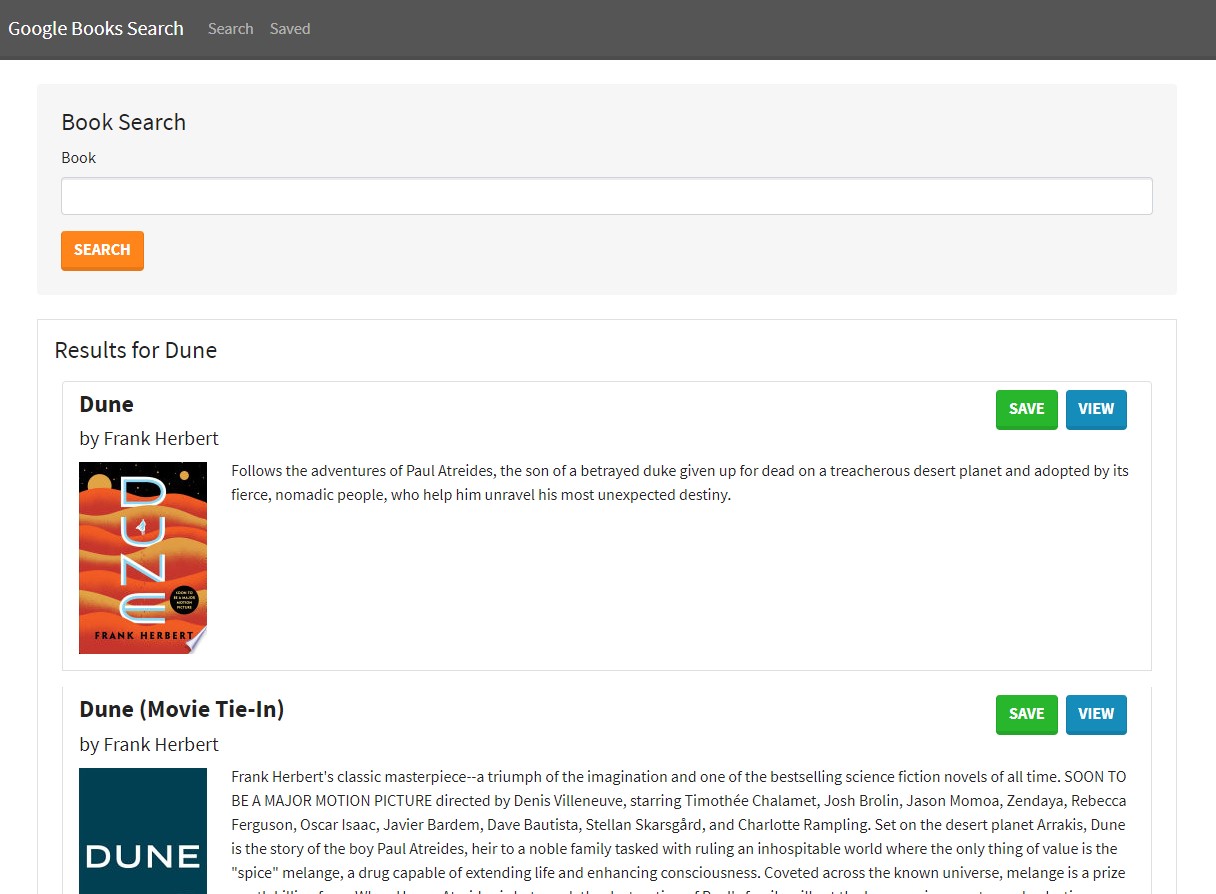 Google Books Search Search Saved
Book Search
Book
SEARCH
Results for Dune
Dune
SAVE VIEW
by Frank Herbert
DUNE
SOON TO
BE A MAJOR
MOTION
PICTURE
FRANK HERBERT
Follows the adventures of Paul Atreides, the son of a betrayed duke given up for dead on a treacherous desert planet and adopted by its
fierce, nomadic people, who help him unravel his most unexpected destiny.
Dune (Movie Tie-In)
SAVE VIEW
by Frank Herbert
DUNE
Frank Herbert's classic masterpiece--a triumph of the imagination and one of the bestselling science fiction novels of all time. SOON TO
BE A MAJOR MOTION PICTURE directed by Denis Villeneuve, starring Timothée Chalamet, Josh Brolin, Jason Momoa, Zendaya, Rebecca
Ferguson, Oscar Isaac, Javier Bardem, Dave Bautista, Stellan Skarsgård, and Charlotte Rampling. Set on the desert planet Arrakis, Dune
is the story of the boy Paul Atreides, heir to a noble family tasked with ruling an inhospitable world where the only thing of value is the
"spice" melange, a drug capable of extending life and enhancing consciousness. Coveted across the known universe, melange is a prize